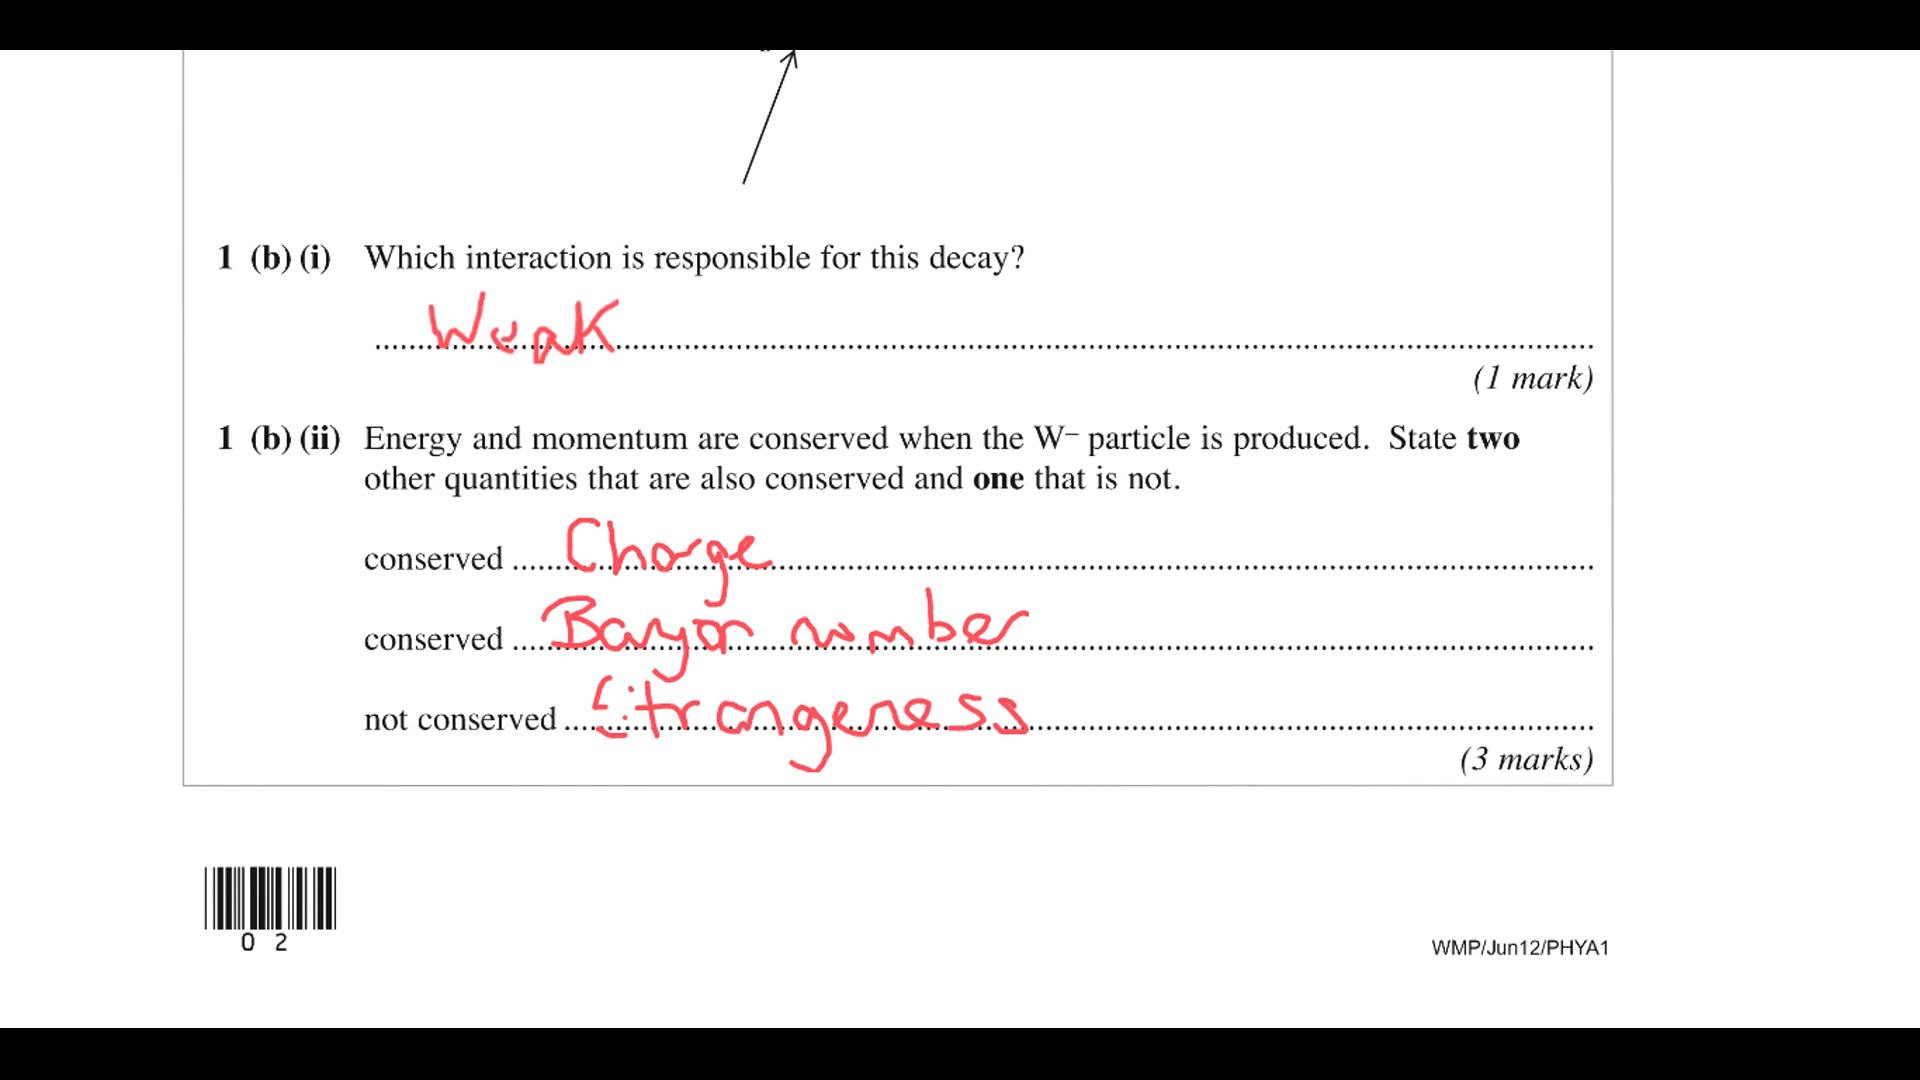 1 (b) (i) Which interaction is responsible for this decay?
Weak
(1 mark)
1 (b) (ii) Energy and momentum are conserved when the W– particle is produced. State two
other quantities that are also conserved and one that is not.
conserved Charge
conserved Baryon number
not conserved Strangeness
(3 marks)
0 2
WMP/Jun12/PHYA1